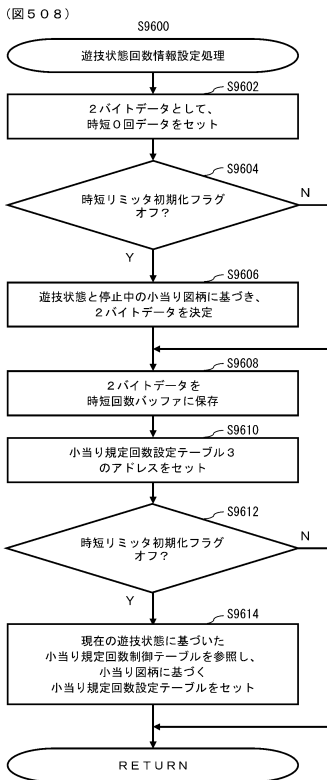 (図５０８)
S9600
遊技状態回数情報設定処理
S9602
２バイトデータとして、
時短０回データをセット
S9604
時短リミッタ初期化フラグ
オフ？
N
Y
S9606
遊技状態と停止中の小当り図柄に基づき、
２バイトデータを決定
S9608
２バイトデータを
時短回数バッファに保存
S9610
小当り規定回数設定テーブル３
のアドレスをセット
S9612
時短リミッタ初期化フラグ
オフ？
N
Y
S9614
現在の遊技状態に基づいた
小当り規定回数制御テーブルを参照し、
小当り図柄に基づく
小当り規定回数設定テーブルをセット
ＲＥＴＵＲＮ